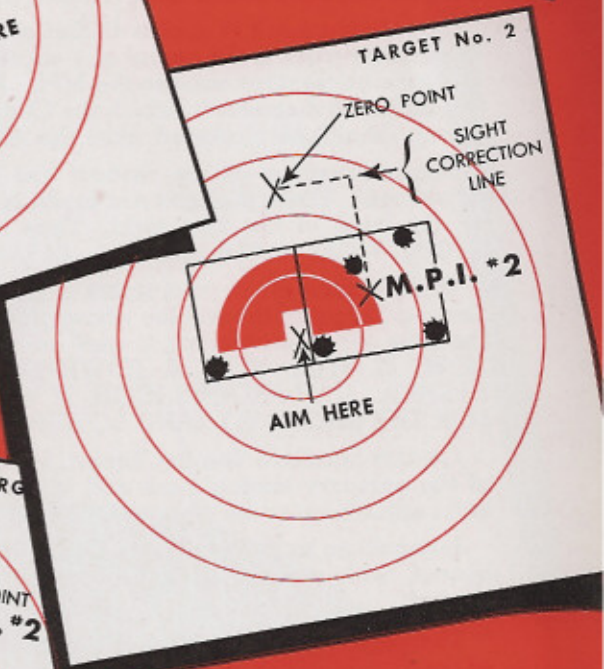 RE
TARGET No. 2
ZERO POINT
SIGHT
CORRECTION
LINE
M.P.I. #2
AIM HERE
RG
INT
. #2